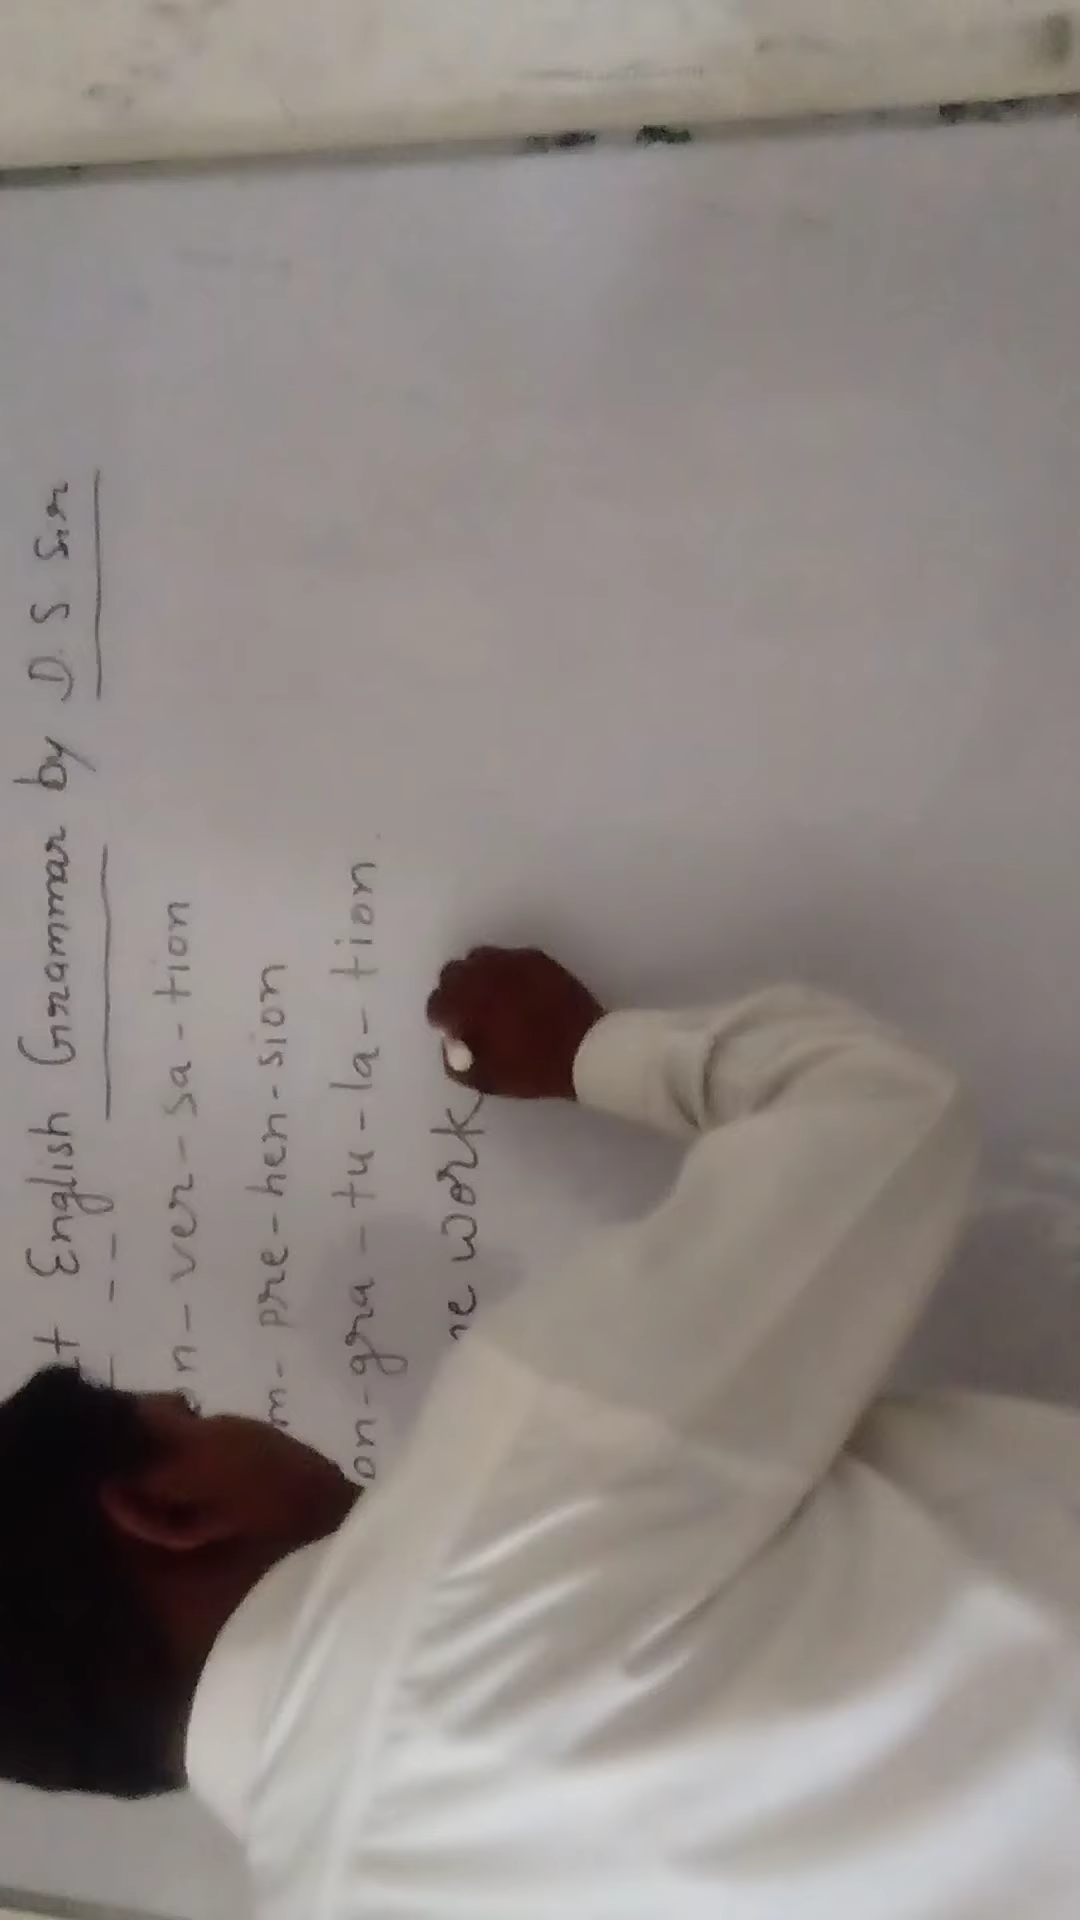 English Grammar by D. S Sir
n-ver-sa-tion
m-pre-hen-sion
on-gra-tu-la-tion.
work